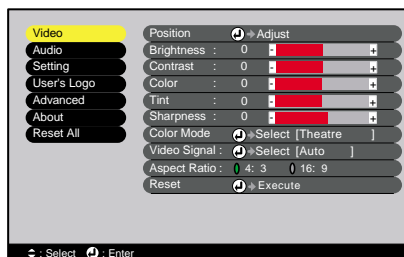 Video
Audio
Setting
User's Logo
Advanced
About
Reset All
Position Adjust
Brightness : 0 - +
Contrast : 0 - +
Color : 0 - +
Tint : 0 - +
Sharpness : 0 - +
Color Mode Select [Theatre ]
Video Signal : Select [Auto ]
Aspect Ratio : 4: 3 16: 9
Reset Execute
: Select : Enter